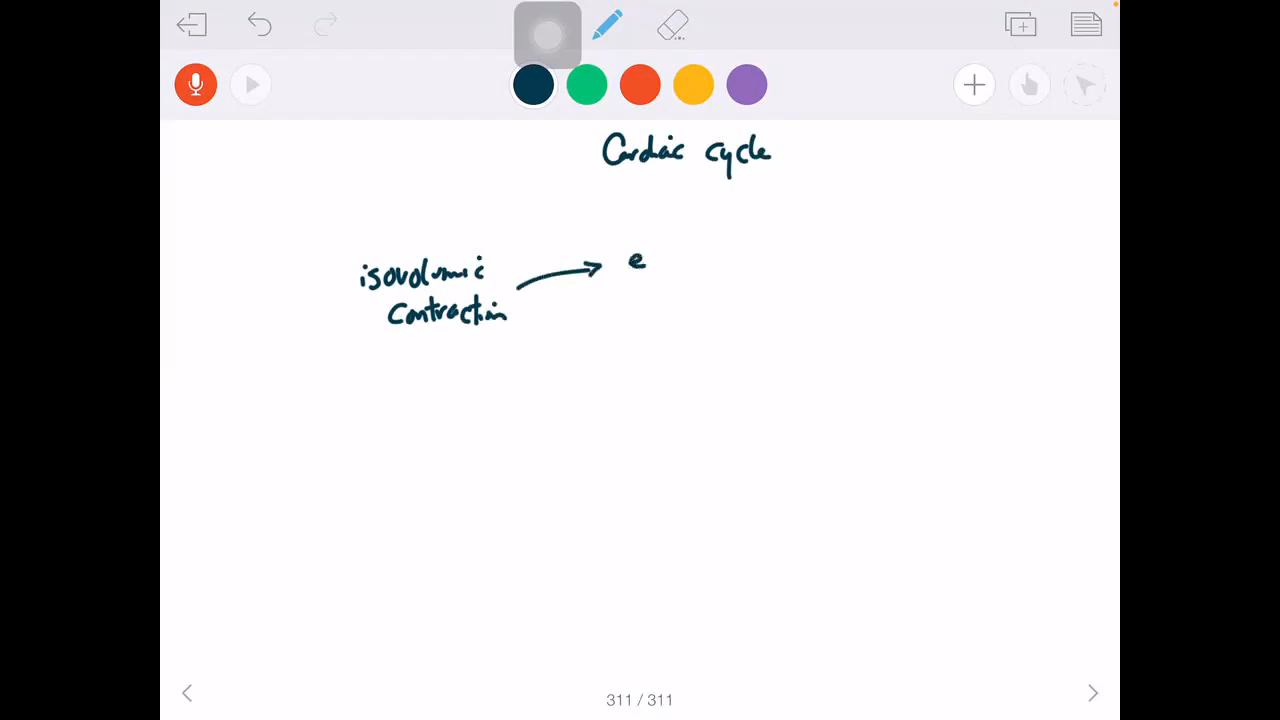 Cardiac cycle
isovolumic
contraction
e
311 / 311